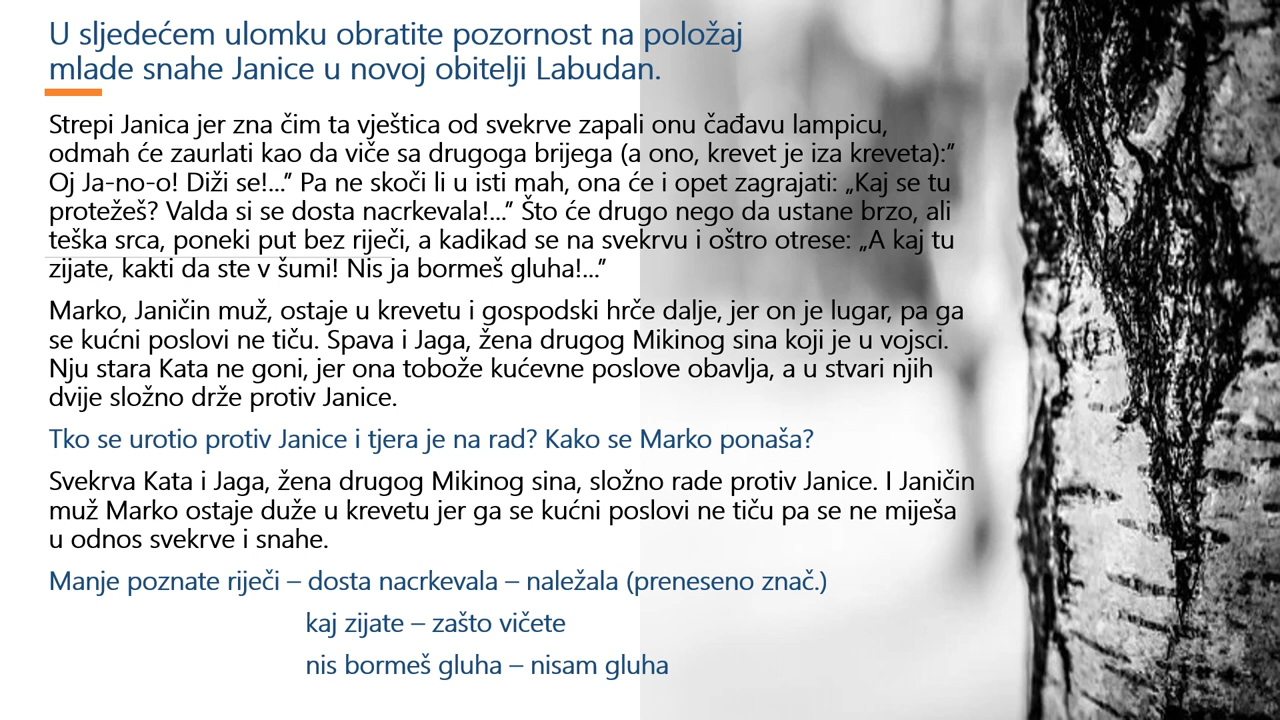 U sljedećem ulomku obratite pozornost na položaj
mlade snahe Janice u novoj obitelji Labudan.
Strepi Janica jer zna čim ta vještica od svekrve zapali onu čađavu lampicu,
odmah će zaurlati kao da viče sa drugoga brijega (a ono, krevet je iza kreveta):”
Oj Ja-no-o! Diži se!...” Pa ne skoči li u isti mah, ona će i opet zagrajati: „Kaj se tu
protežeš? Valda si se dosta nacrkevala!...” Što će drugo nego da ustane brzo, ali
teška srca, poneki put bez riječi, a kadikad se na svekrvu i oštro otrese: „A kaj tu
zijate, kakti da ste v šumi! Nis ja bormeš gluha!...”
Marko, Janičin muž, ostaje u krevetu i gospodski hrče dalje, jer on je lugar, pa ga
se kućni poslovi ne tiču. Spava i Jaga, žena drugog Mikinog sina koji je u vojsci.
Nju stara Kata ne goni, jer ona tobože kućevne poslove obavlja, a u stvari njih
dvije složno drže protiv Janice.
Tko se urotio protiv Janice i tjera je na rad? Kako se Marko ponaša?
Svekrva Kata i Jaga, žena drugog Mikinog sina, složno rade protiv Janice. I Janičin
muž Marko ostaje duže u krevetu jer ga se kućni poslovi ne tiču pa se ne miješa
u odnos svekrve i snahe.
Manje poznate riječi – dosta nacrkevala – naležala (preneseno znač.)
kaj zijate – zašto vičete
nis bormeš gluha – nisam gluha